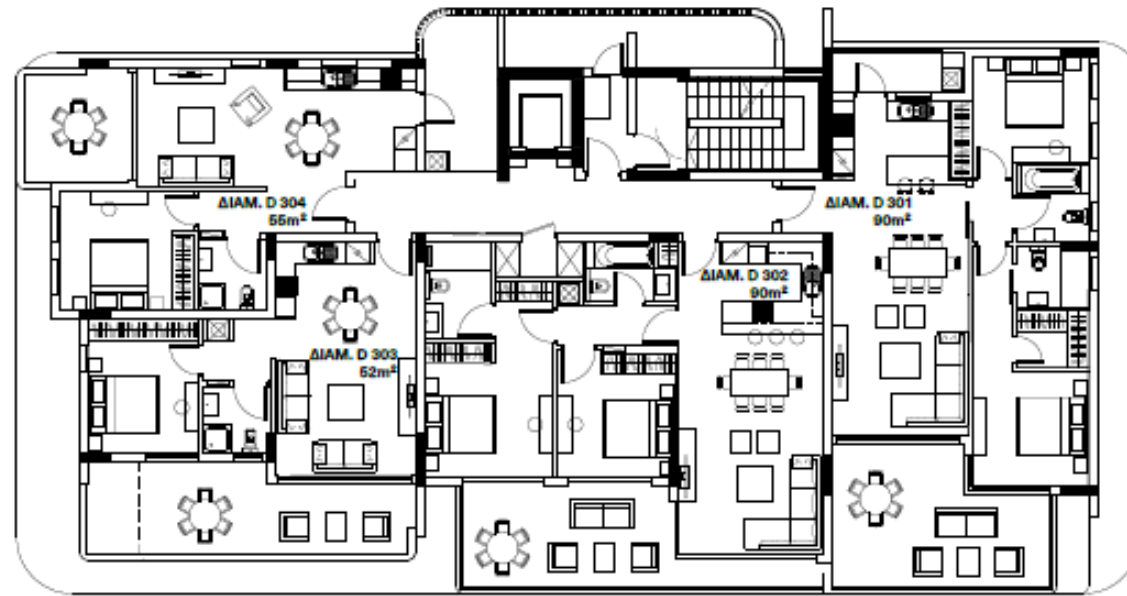 ΔΙΑΜ. D 304
55m²
ΔΙΑΜ. D 301
90m²
ΔΙΑΜ. D 302
90m²
ΔΙΑΜ. D 303
52m²